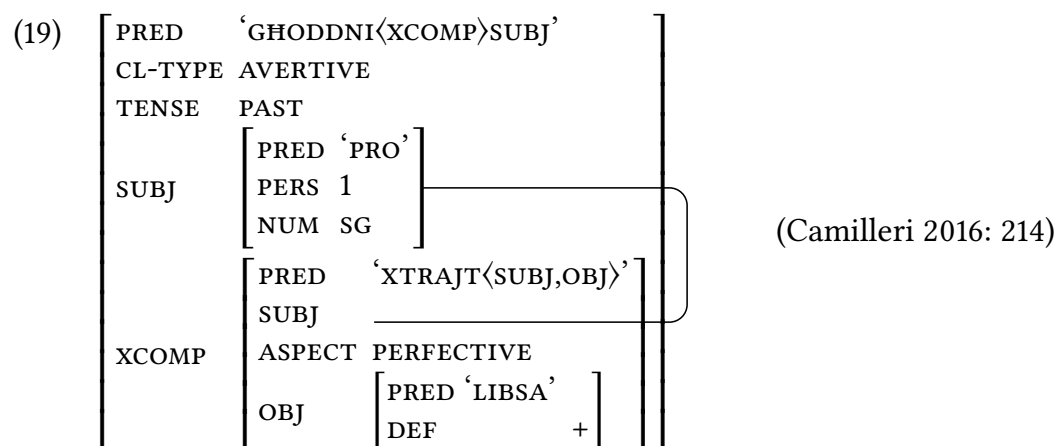 (19)
PRED ‘GĦODDNI⟨XCOMP⟩SUBJ’
CL-TYPE AVERTIVE
TENSE PAST
SUBJ
PRED ‘PRO’
PERS 1
NUM SG
(Camilleri 2016: 214)
XCOMP
PRED ‘XTRAJT⟨SUBJ,OBJ⟩’
SUBJ
ASPECT PERFECTIVE
OBJ
PRED ‘LIBSA’
DEF +